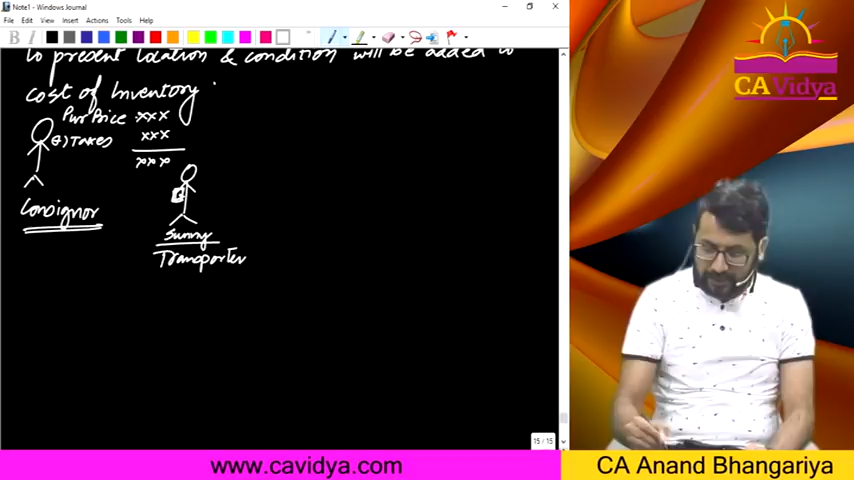 Note1 - Windows Journal
File Edit View Insert Actions Tools Help
B I
to present location & condition will be added to
cost of Inventory
Pur Price xxx
(+) Taxes xxx
xxx
Consignor
Sunny
Transporter
15 / 15
CA Vidya
www.cavidya.com
CA Anand Bhangariya